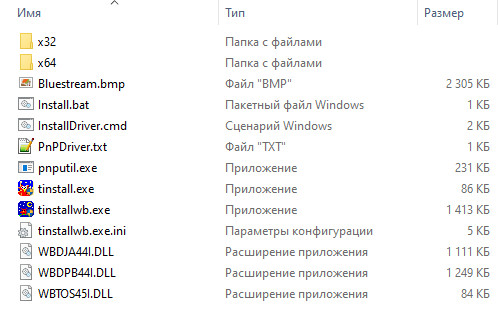 Имя Тип Размер
x32 Папка с файлами
x64 Папка с файлами
Bluestream.bmp Файл "BMP" 2 305 КБ
Install.bat Пакетный файл Windows 1 КБ
InstallDriver.cmd Сценарий Windows 2 КБ
PnPDriver.txt Файл "TXT" 1 КБ
pnputil.exe Приложение 231 КБ
tinstall.exe Приложение 86 КБ
tinstallwb.exe Приложение 1 413 КБ
tinstallwb.exe.ini Параметры конфигурации 5 КБ
WBDJA44I.DLL Расширение приложения 1 111 КБ
WBDPB44I.DLL Расширение приложения 1 249 КБ
WBTOS45I.DLL Расширение приложения 84 КБ